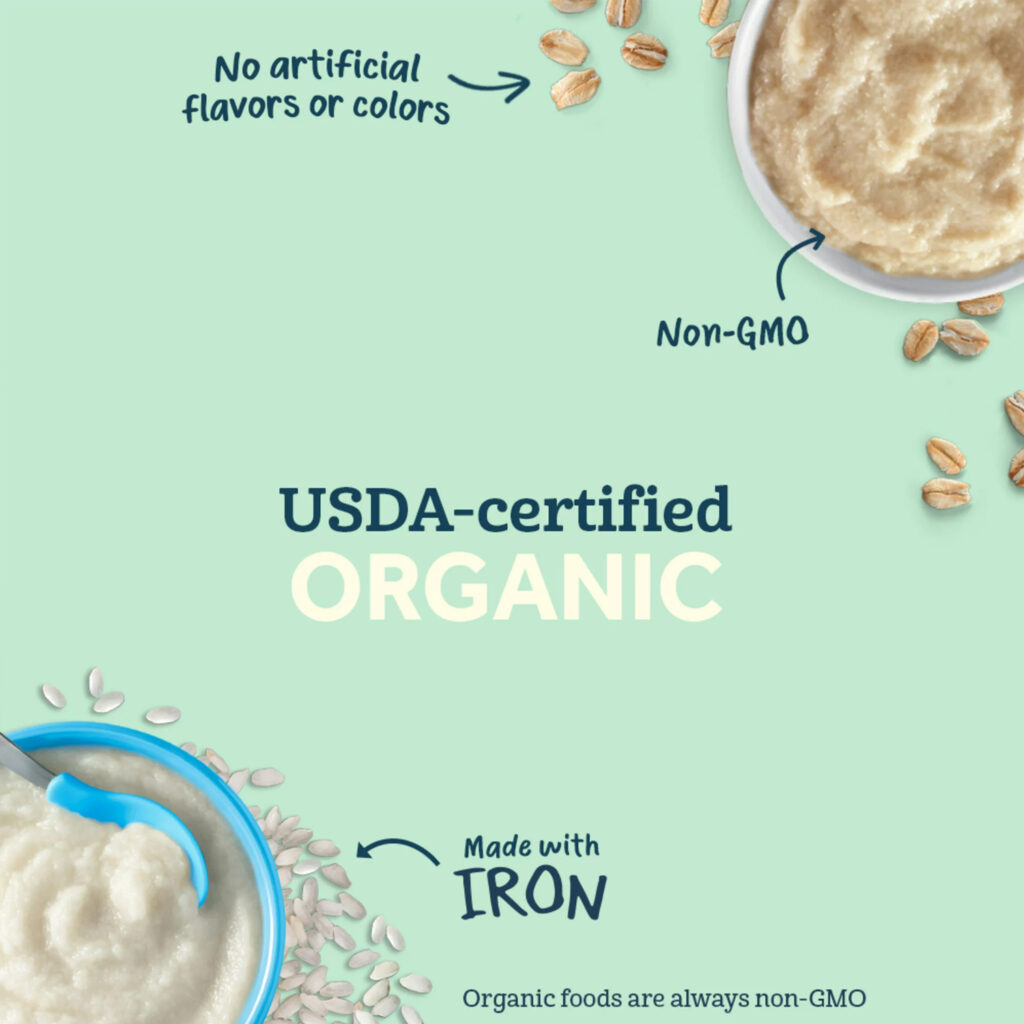 No artificial
flavors or colors
Non-GMO
USDA-certified
ORGANIC
Made with
IRON
Organic foods are always non-GMO